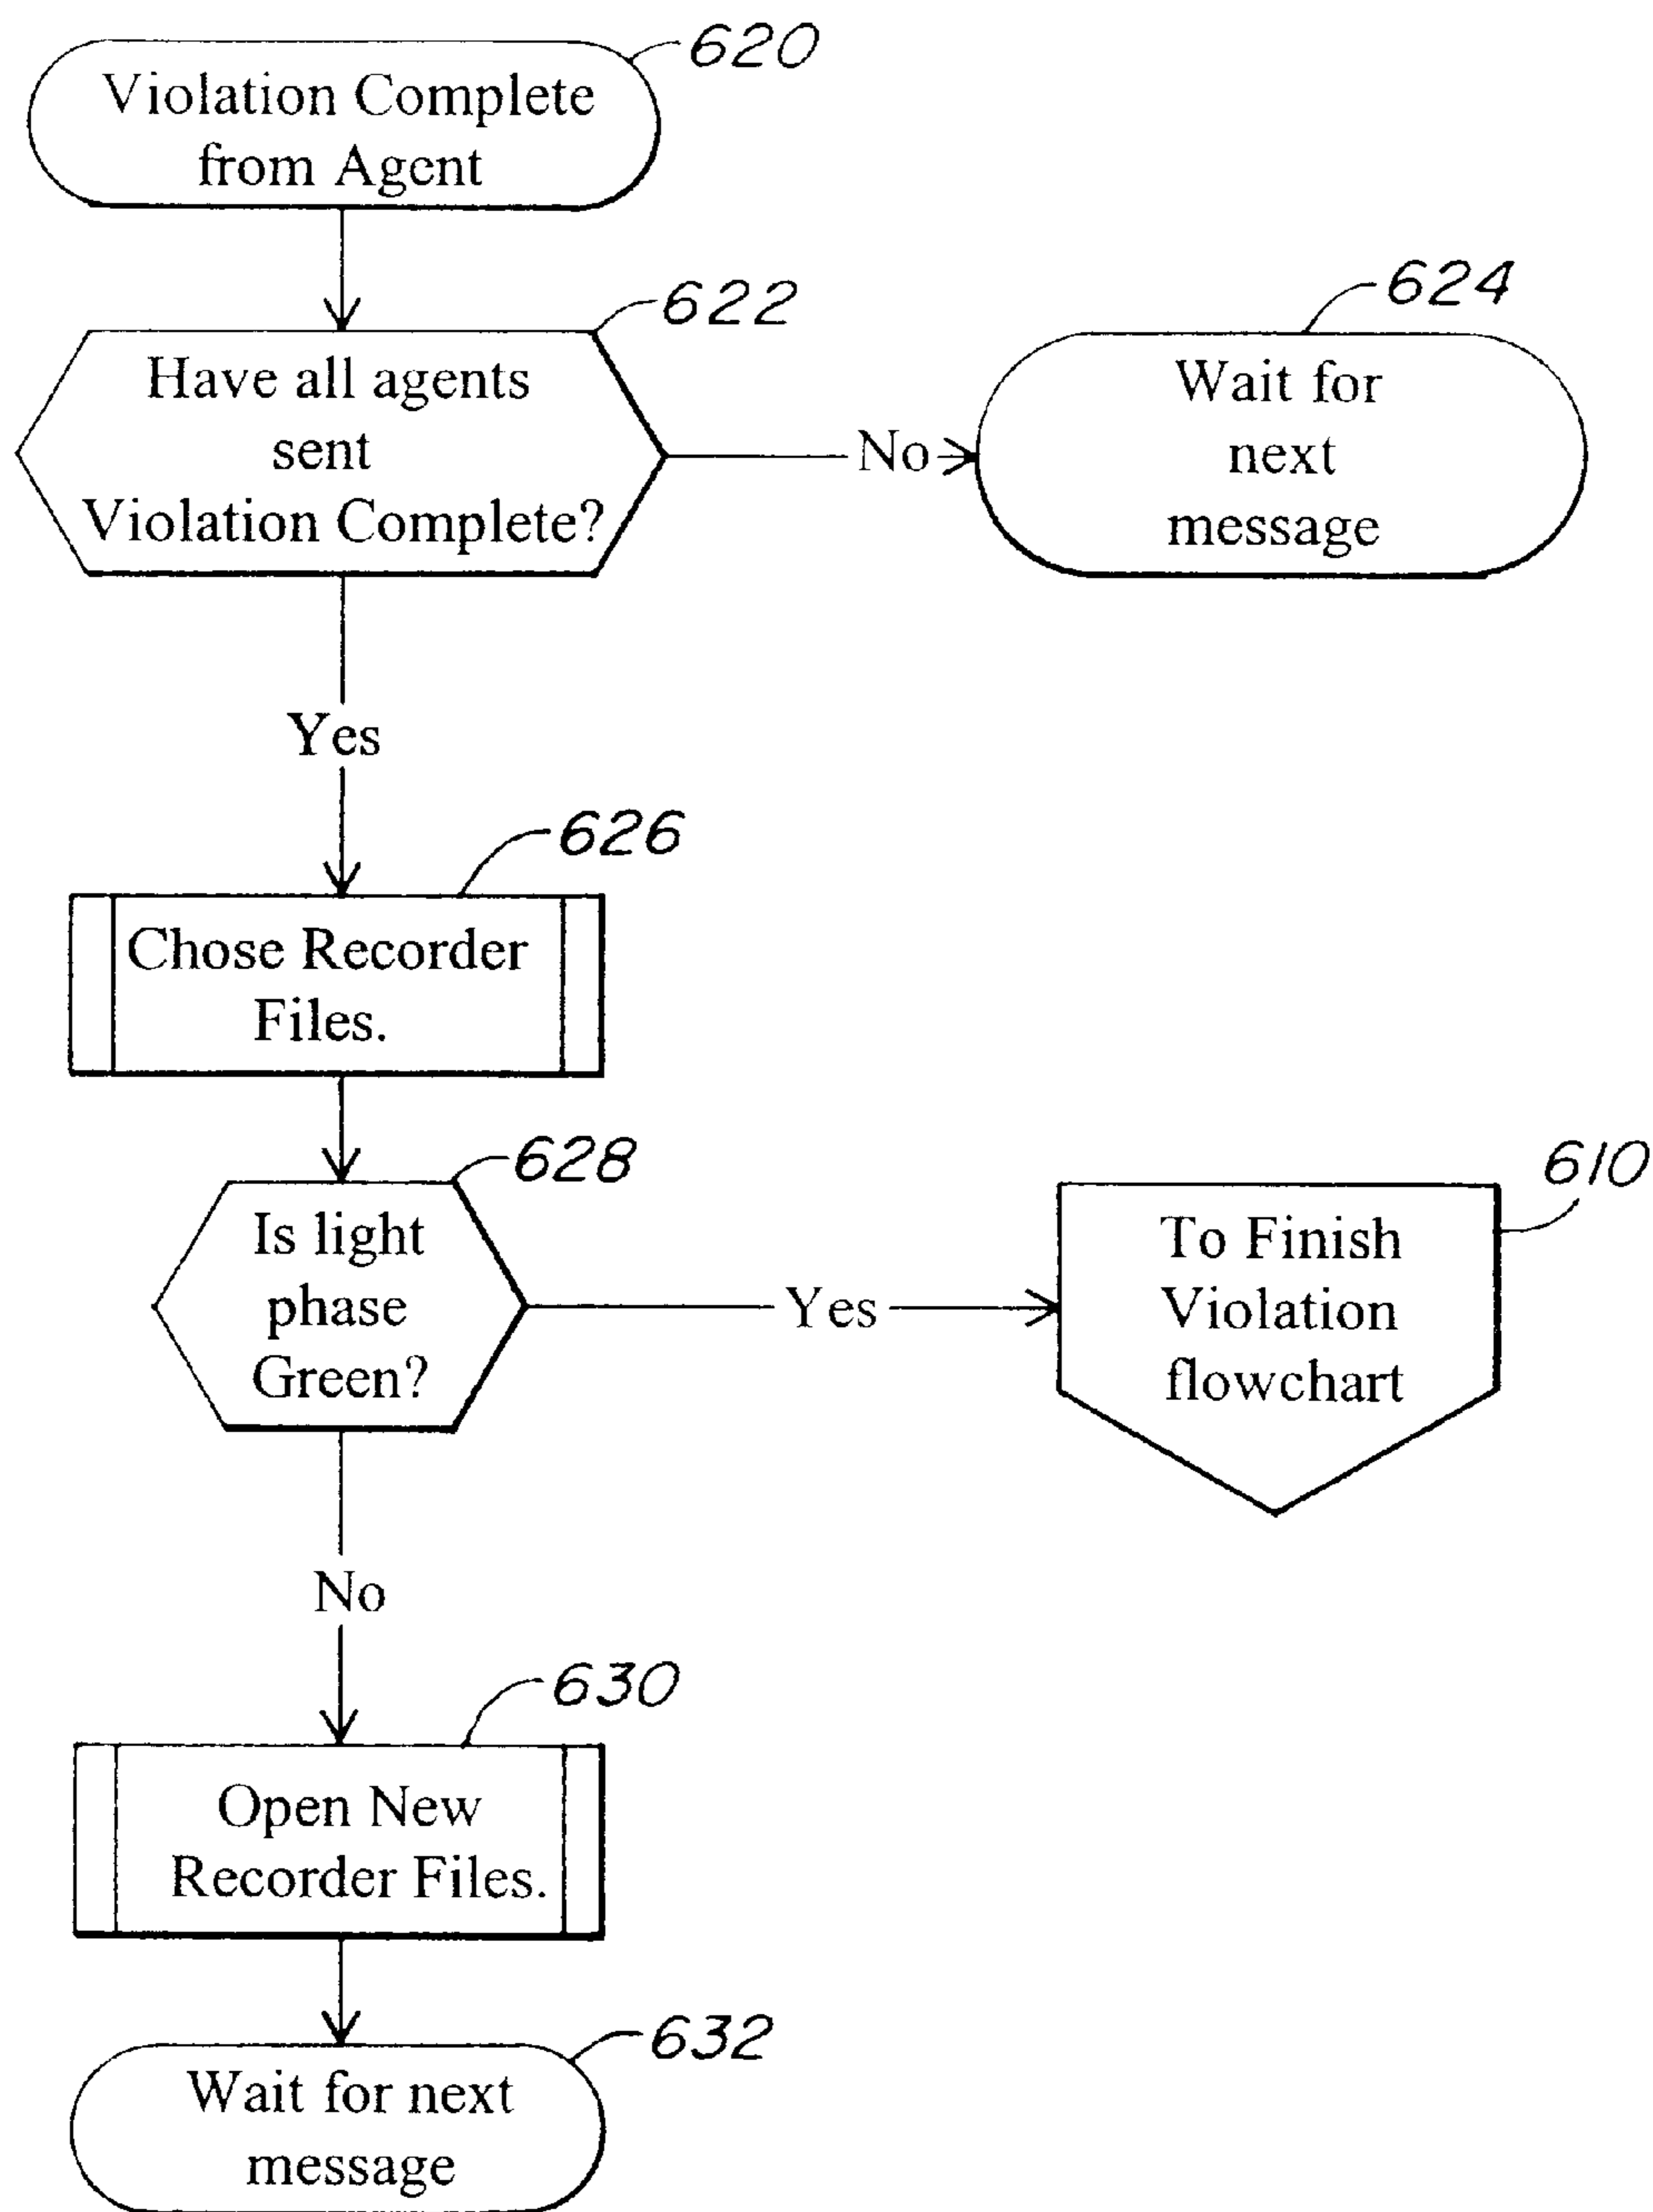 620
Violation Complete
from Agent
622
Have all agents
sent
Violation Complete?
No
624
Wait for
next
message
Yes
626
Chose Recorder
Files.
628
Is light
phase
Green?
Yes
610
To Finish
Violation
flowchart
No
630
Open New
Recorder Files.
632
Wait for next
message